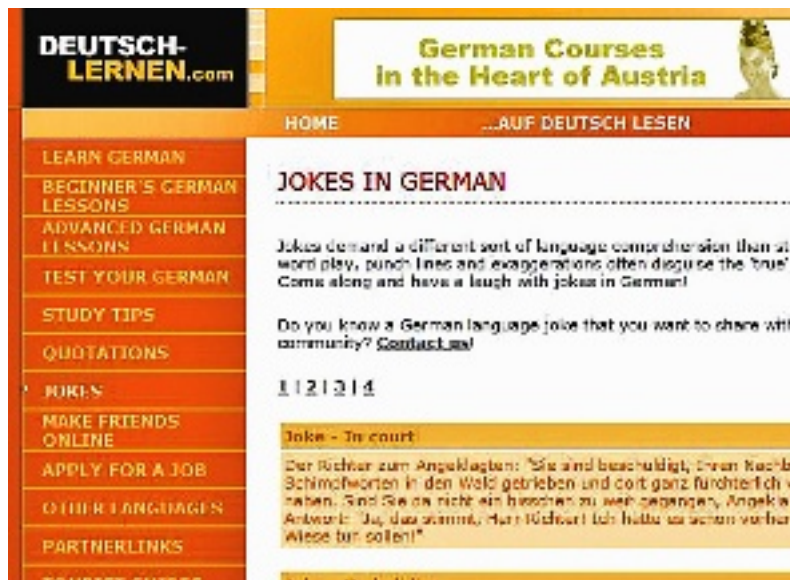 DEUTSCH-
LERNEN.com
German Courses
in the Heart of Austria
HOME
...AUF DEUTSCH LESEN
LEARN GERMAN
BEGINNER'S GERMAN
LESSONS
ADVANCED GERMAN
LESSONS
TEST YOUR GERMAN
STUDY TIPS
QUOTATIONS
JOKES
MAKE FRIENDS
ONLINE
APPLY FOR A JOB
OTHER LANGUAGES
PARTNERLINKS
JOKES IN GERMAN
Jokes demand a different sort of language comprehension than st
word play, punch lines and exaggerations often disguise the 'true'
Come along and have a laugh with jokes in German!
Do you know a German language joke that you want to share with
community? Contact us!
1 | 2 | 3 | 4
Joke - In court
Der Richter zum Angeklagten: "Sie sind beschuldigt, Ihren Nachb
Schimpfworten in den Wald getrieben und dort ganz fürchterlich v
haben. Sind Sie da nicht ein bisschen zu weit gegangen, Angekla
Antwort: "Ja, das stimmt, Herr Richter! Ich hätte es schon vorher
Wiese tun sollen!"